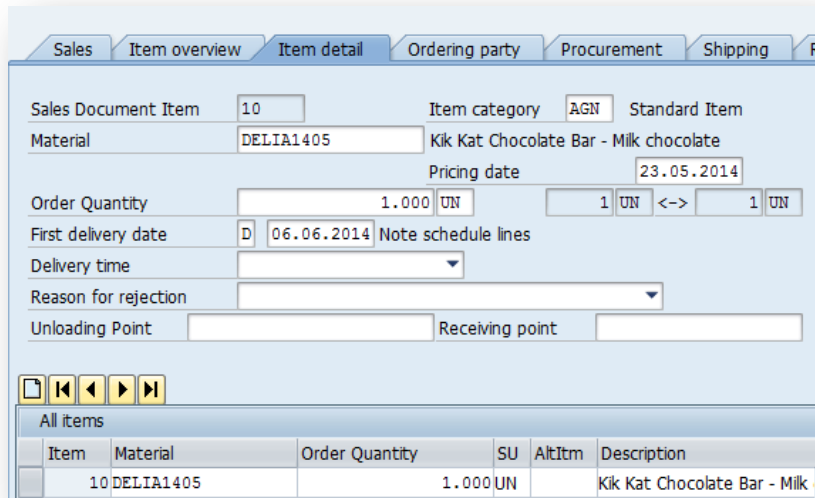 Sales Item overview Item detail Ordering party Procurement Shipping
Sales Document Item 10 Item category AGN Standard Item
Material DELIA1405 Kik Kat Chocolate Bar - Milk chocolate
Pricing date 23.05.2014
Order Quantity 1.000 UN 1 UN <-> 1 UN
First delivery date D 06.06.2014 Note schedule lines
Delivery time
Reason for rejection
Unloading Point Receiving point
All items
Item Material Order Quantity SU AltItm Description
10 DELIA1405 1.000 UN Kik Kat Chocolate Bar - Milk